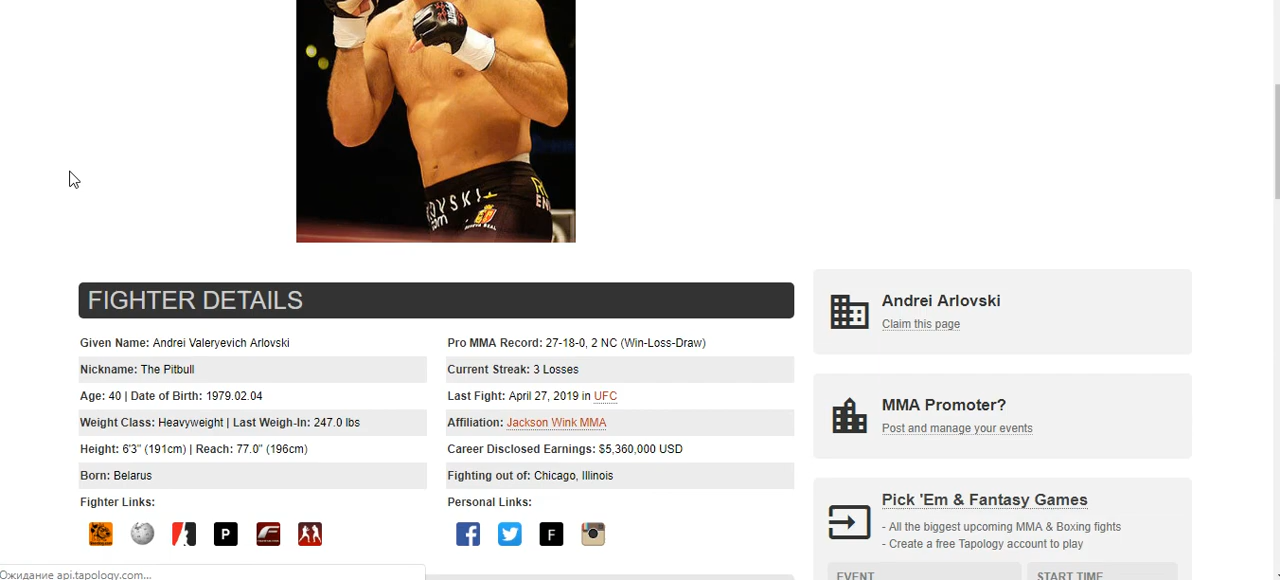 FIGHTER DETAILS
Given Name: Andrei Valeryevich Arlovski
Nickname: The Pitbull
Age: 40 | Date of Birth: 1979.02.04
Weight Class: Heavyweight | Last Weigh-In: 247.0 lbs
Height: 6'3" (191cm) | Reach: 77.0" (196cm)
Born: Belarus
Fighter Links:
Pro MMA Record: 27-18-0, 2 NC (Win-Loss-Draw)
Current Streak: 3 Losses
Last Fight: April 27, 2019 in UFC
Affiliation: Jackson Wink MMA
Career Disclosed Earnings: $5,360,000 USD
Fighting out of: Chicago, Illinois
Personal Links:
P
F
Andrei Arlovski
Claim this page
MMA Promoter?
Post and manage your events
Pick 'Em & Fantasy Games
- All the biggest upcoming MMA & Boxing fights
- Create a free Tapology account to play
EVENT
START TIME
Ожидание api.tapology.com...